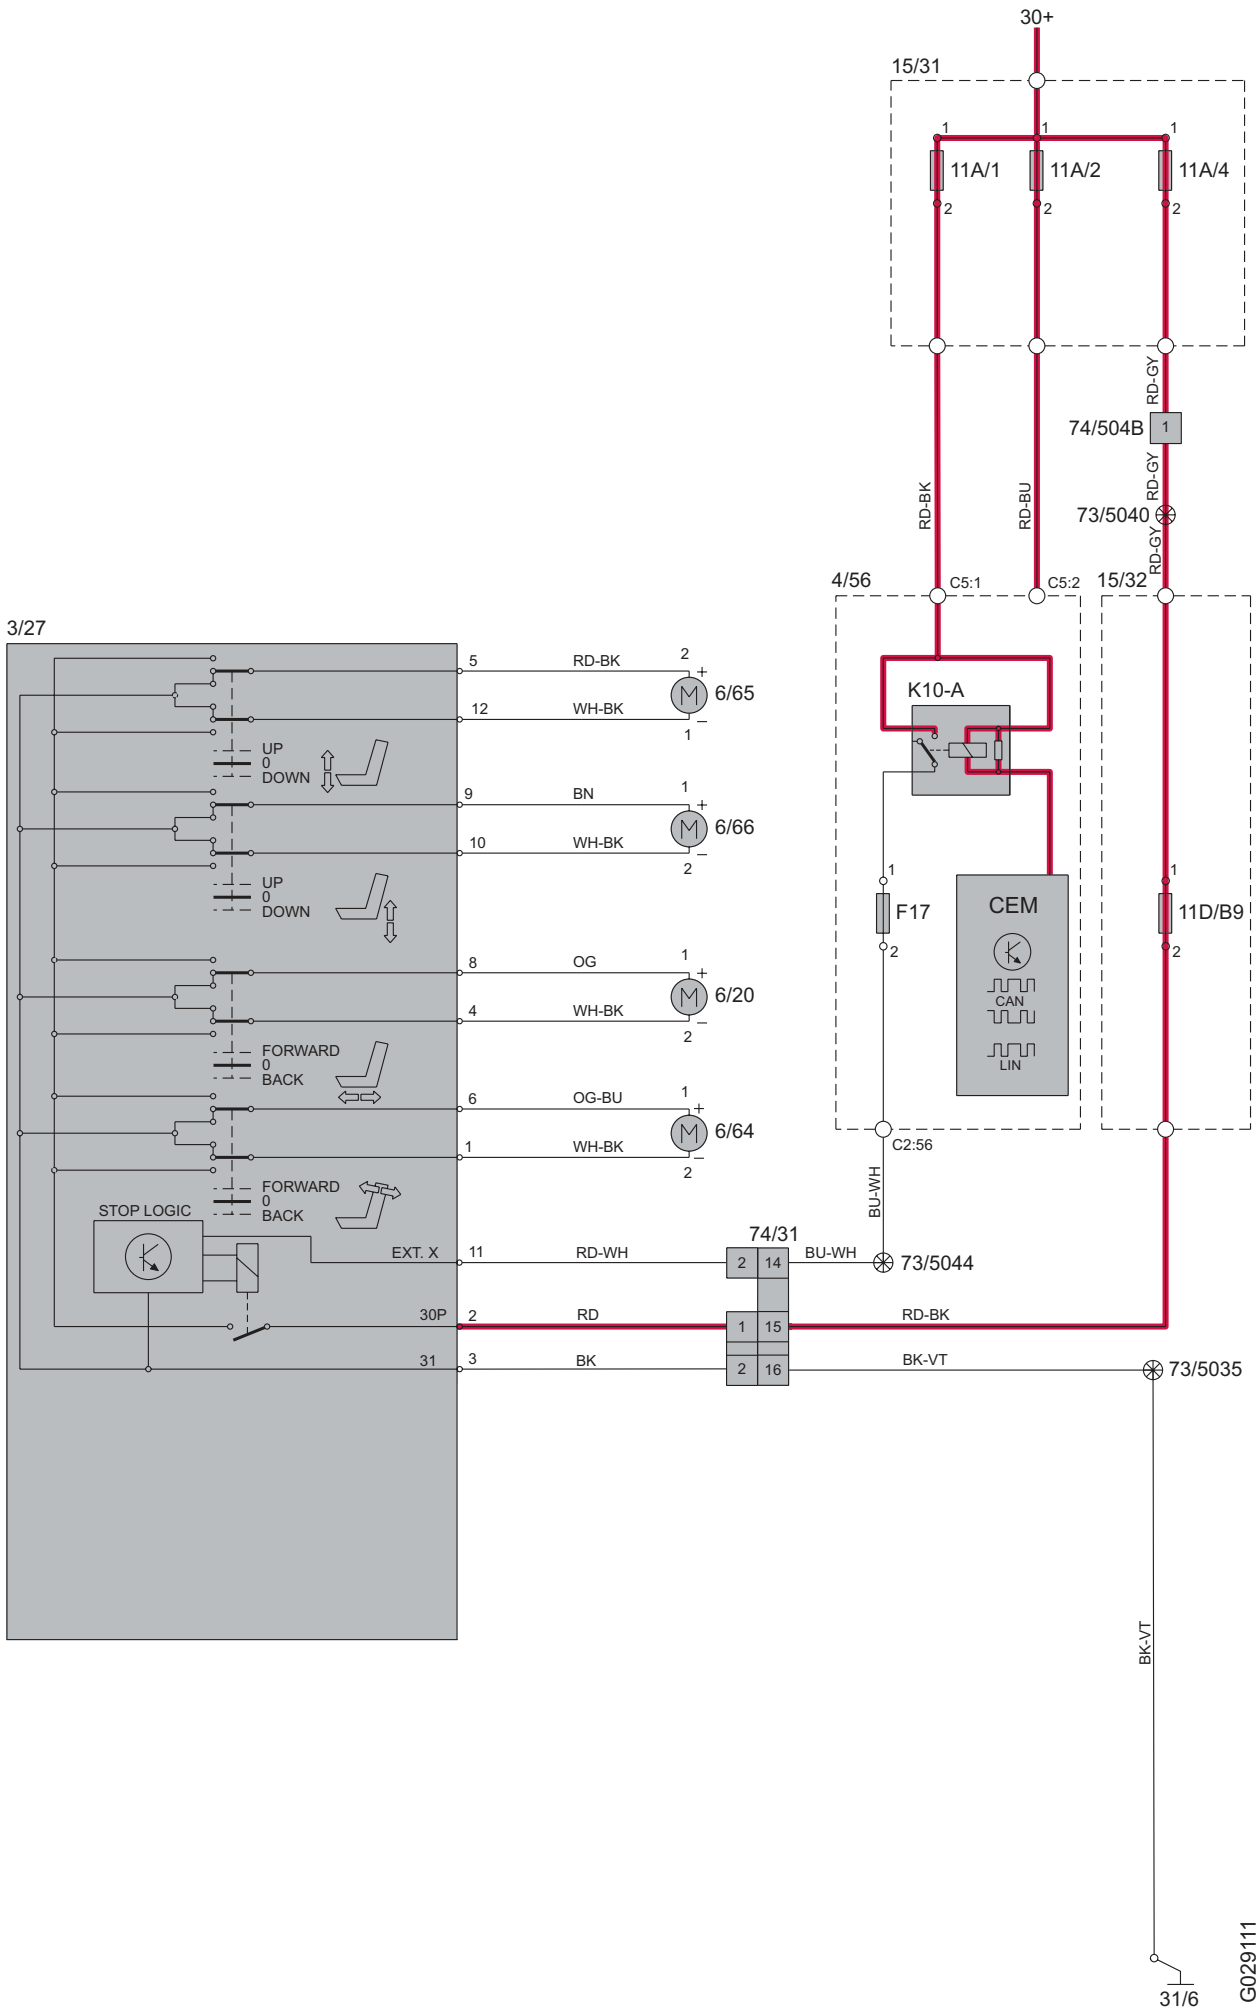 30+
15/31
1 1 1
11A/1 11A/2 11A/4
2 2 2
RD-GY
74/504B 1
RD-GY
RD-BK RD-BU
73/5040
RD-GY
4/56 C5:1 C5:2 15/32
3/27
5 RD-BK 2 +
M 6/65
12 WH-BK – 1
K10-A
UP
0
DOWN
9 BN 1 +
M 6/66
10 WH-BK – 2
1 1
UP
0
DOWN
F17 CEM 11D/B9
2 2
CAN
LIN
8 OG 1 +
M 6/20
4 WH-BK – 2
FORWARD
0
BACK
6 OG-BU 1 +
M 6/64
1 WH-BK – 2
C2:56
BU-WH
FORWARD
0
BACK
STOP LOGIC
74/31
EXT. X 11 RD-WH 2 14 BU-WH 73/5044
30P 2 RD 1 15 RD-BK
31 3 BK 2 16 BK-VT 73/5035
BK-VT
31/6
G029111